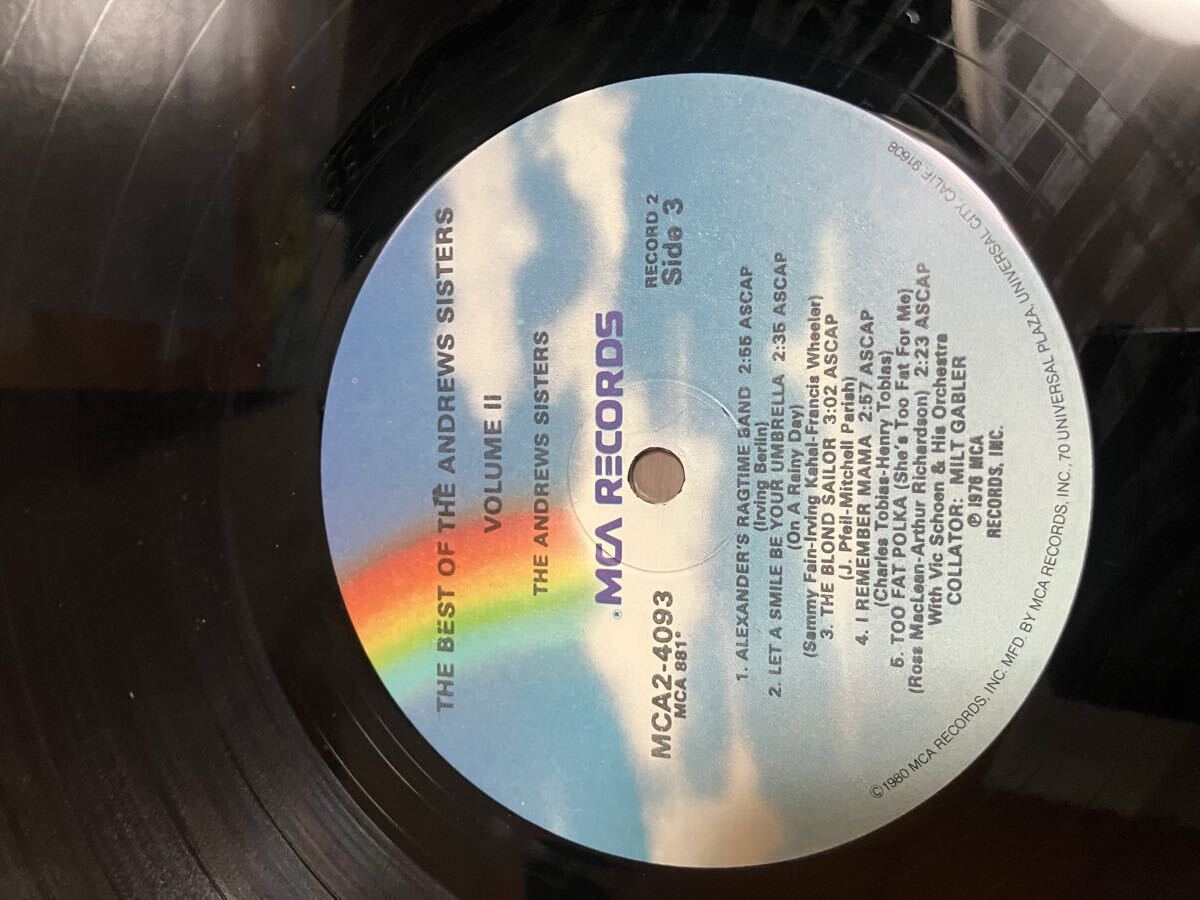 THE BEST OF THE ANDREWS SISTERS
VOLUME II
THE ANDREWS SISTERS
MCA RECORDS
MCA2-4093
MCA 881*
RECORD 2
Side 3
1. ALEXANDER'S RAGTIME BAND 2:55 ASCAP
(Irving Berlin)
2. LET A SMILE BE YOUR UMBRELLA 2:35 ASCAP
(On A Rainy Day)
(Sammy Fain-Irving Kahal-Francis Wheeler)
3. THE BLOND SAILOR 3:02 ASCAP
(J. Pfeil-Mitchell Parish)
4. I REMEMBER MAMA 2:57 ASCAP
(Charles Tobias-Henry Tobias)
5. TOO FAT POLKA (She's Too Fat For Me)
(Ross MacLean-Arthur Richardson) 2:23 ASCAP
With Vic Schoen & His Orchestra
COLLATOR: MILT GABLER
℗ 1976 MCA
RECORDS, INC.
©1980 MCA RECORDS, INC. MFD. BY MCA RECORDS, INC., 70 UNIVERSAL PLAZA, UNIVERSAL CITY, CALIF. 91608